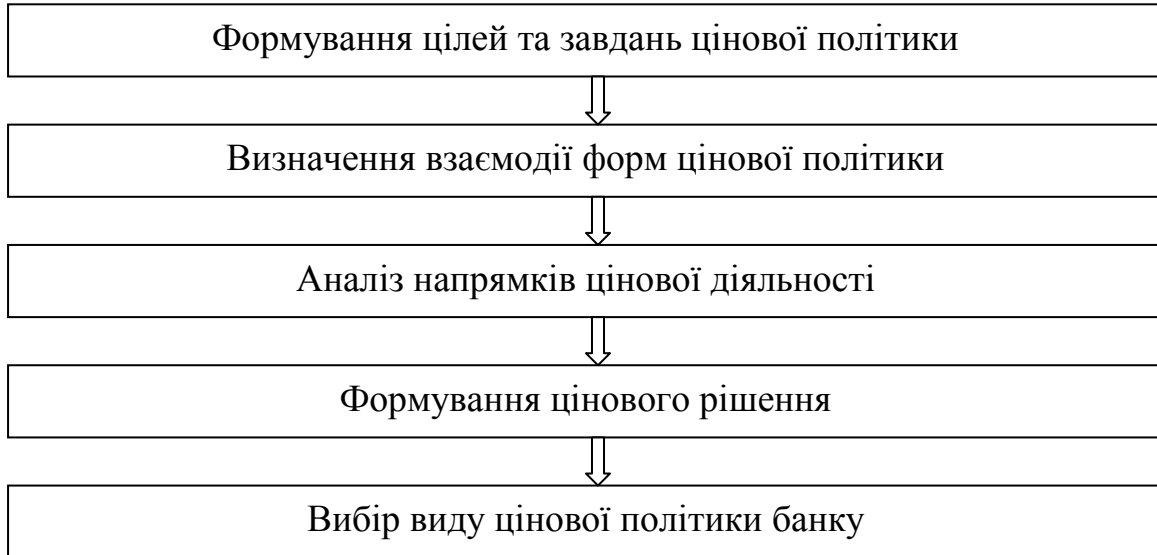 Формування цілей та завдань цінової політики
Визначення взаємодії форм цінової політики
Аналіз напрямків цінової діяльності
Формування цінового рішення
Вибір виду цінової політики банку